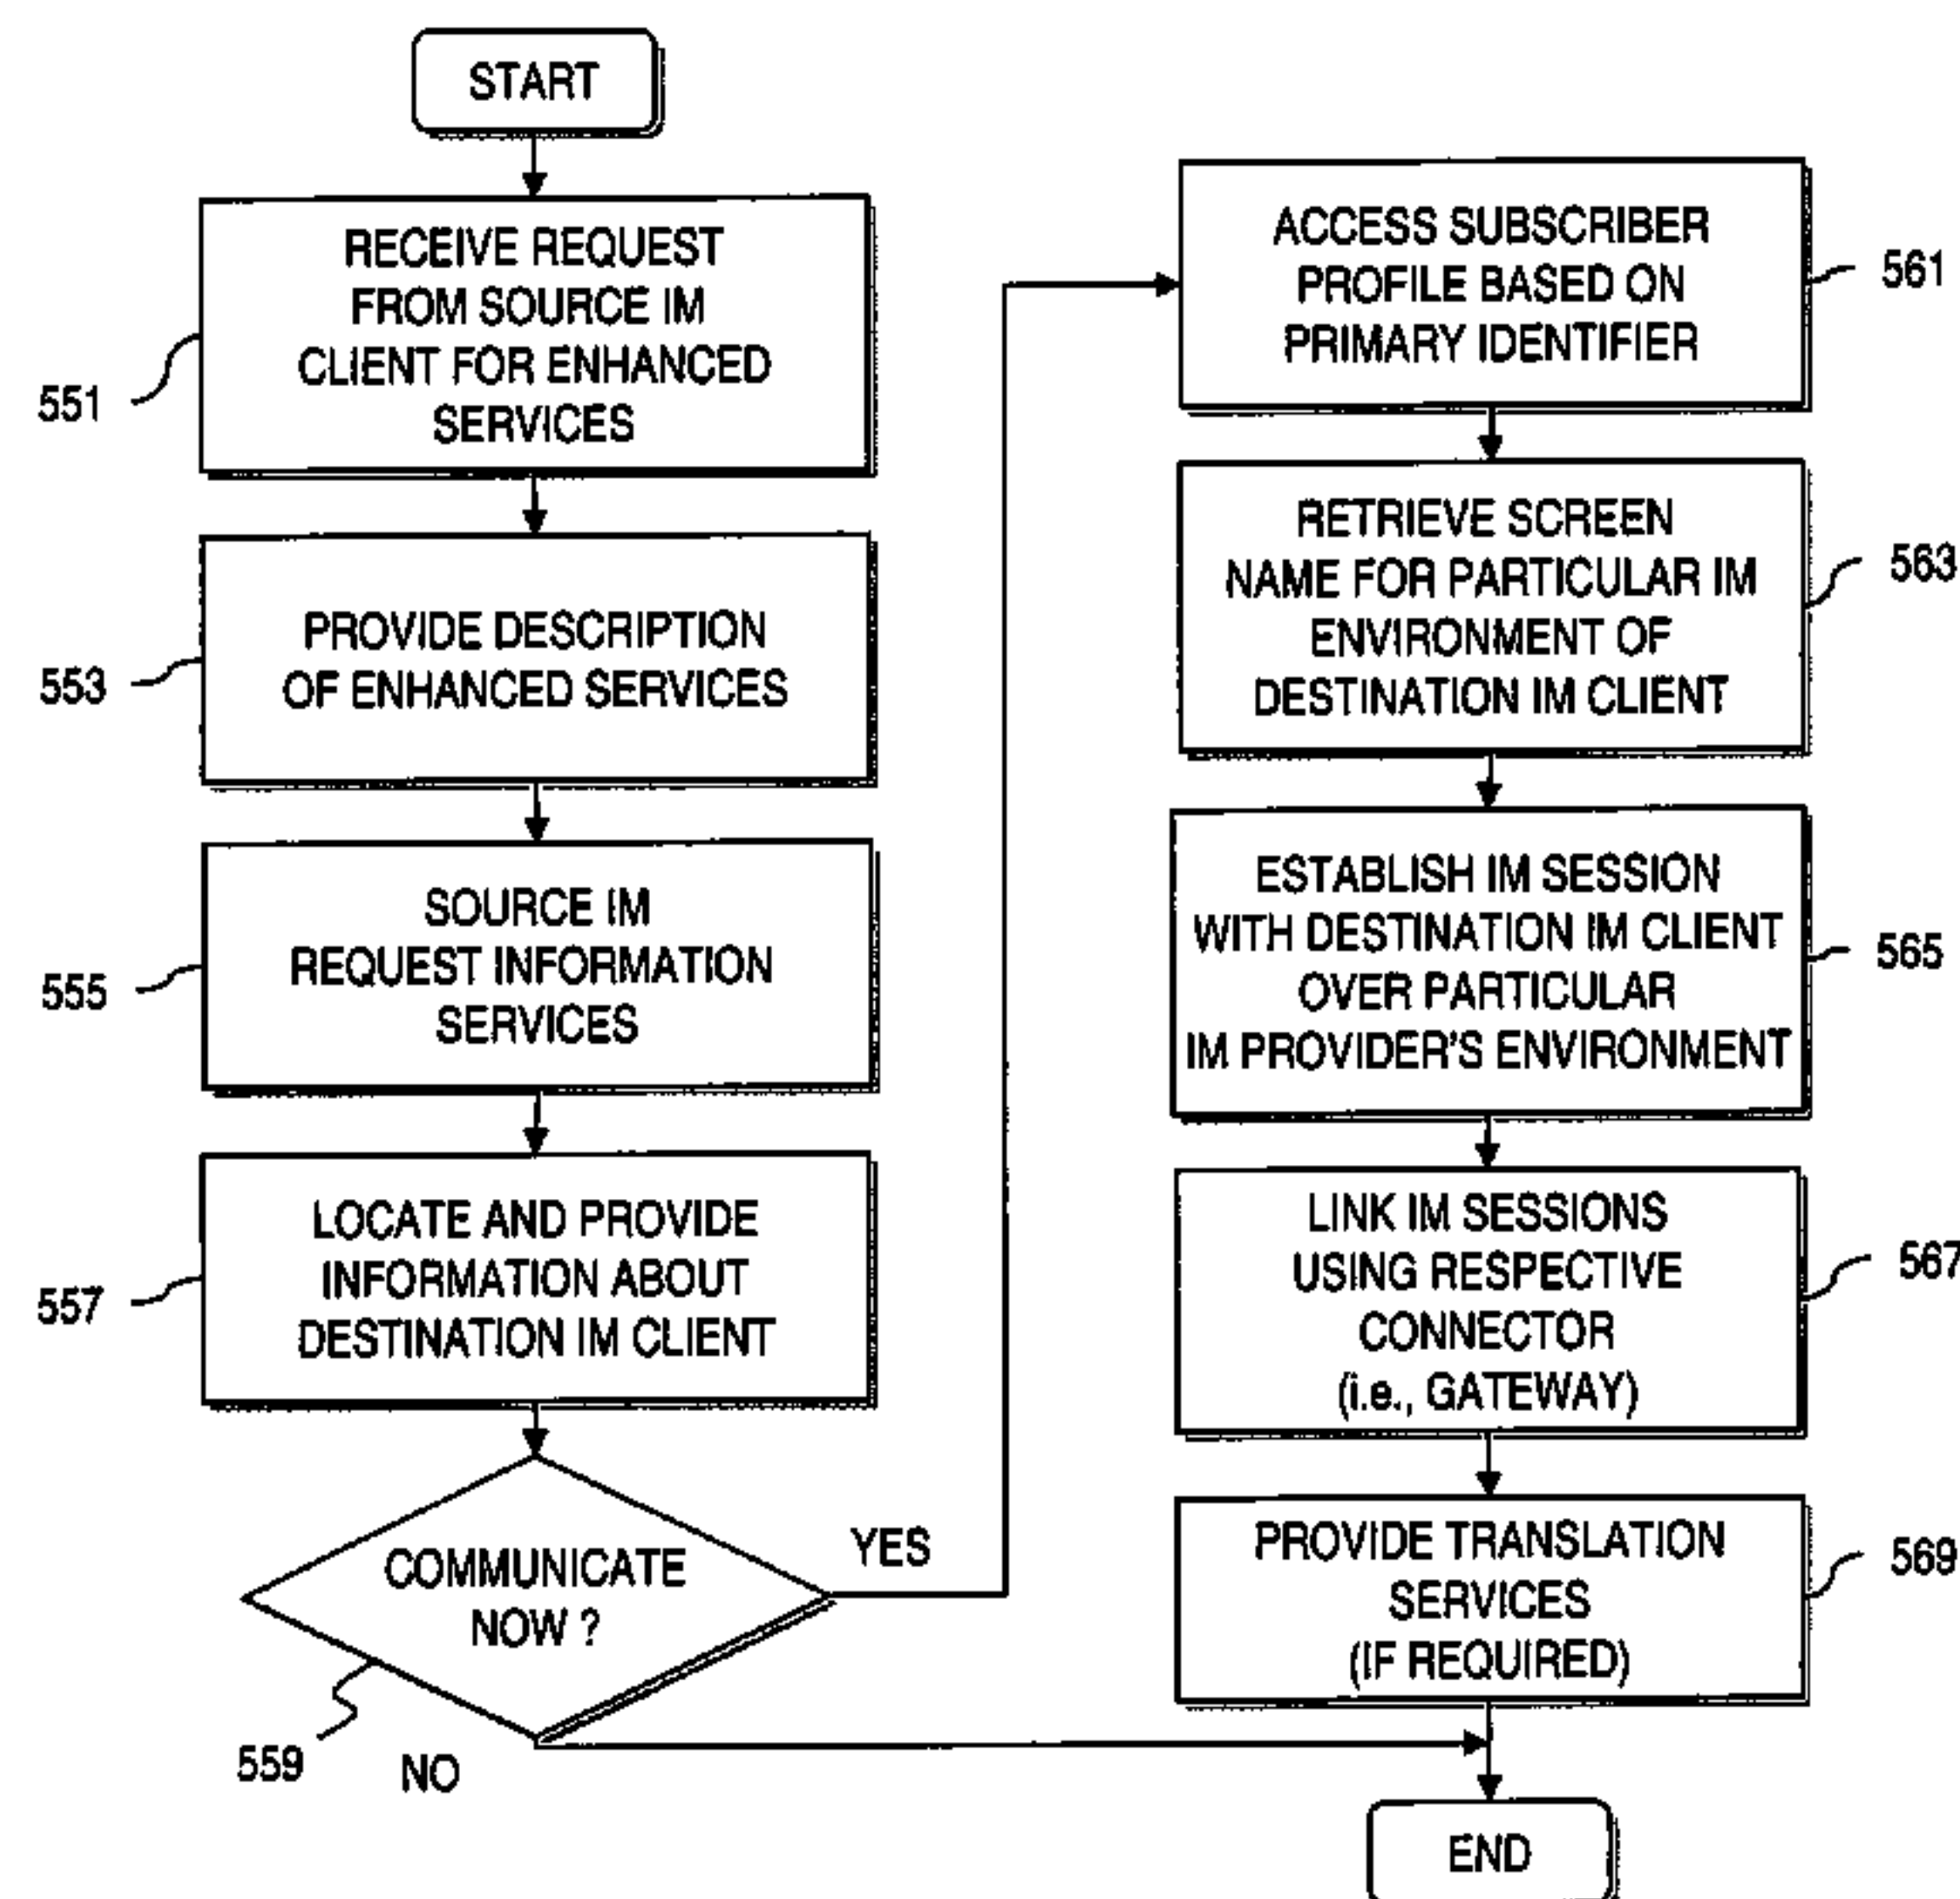 START
RECEIVE REQUEST
FROM SOURCE IM
CLIENT FOR ENHANCED
SERVICES
551
PROVIDE DESCRIPTION
OF ENHANCED SERVICES
553
SOURCE IM
REQUEST INFORMATION
SERVICES
555
LOCATE AND PROVIDE
INFORMATION ABOUT
DESTINATION IM CLIENT
557
COMMUNICATE
NOW ?
YES
559
NO
ACCESS SUBSCRIBER
PROFILE BASED ON
PRIMARY IDENTIFIER
561
RETRIEVE SCREEN
NAME FOR PARTICULAR IM
ENVIRONMENT OF
DESTINATION IM CLIENT
563
ESTABLISH IM SESSION
WITH DESTINATION IM CLIENT
OVER PARTICULAR
IM PROVIDER'S ENVIRONMENT
565
LINK IM SESSIONS
USING RESPECTIVE
CONNECTOR
(i.e., GATEWAY)
567
PROVIDE TRANSLATION
SERVICES
(IF REQUIRED)
569
END